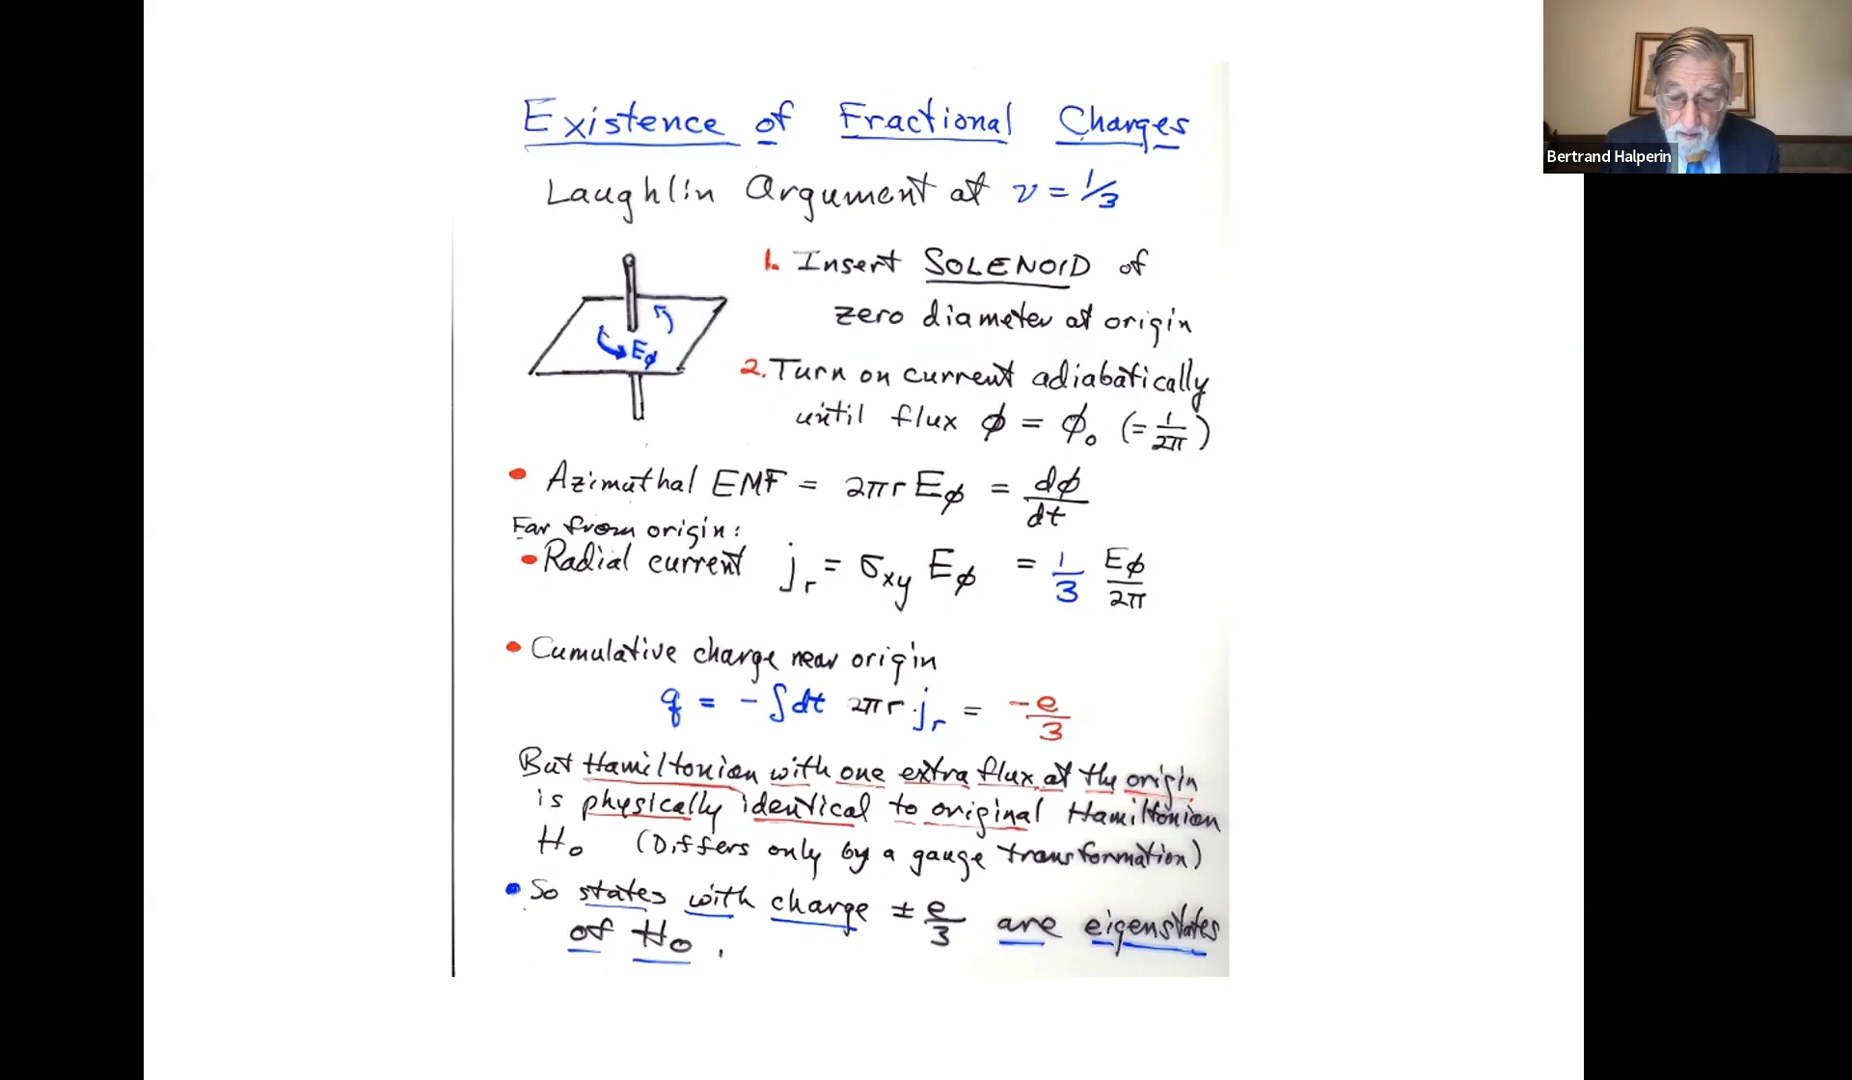 Existence of Fractional Charges
Laughlin Argument at ν = 1/3
1. Insert SOLENOID of
zero diameter at origin
2. Turn on current adiabatically
until flux ϕ = ϕ₀ (= 1/2π)
Eϕ
• Azimuthal EMF = 2πr Eϕ = dϕ/dt
Far from origin:
• Radial current j_r = σ_xy Eϕ = 1/3 Eϕ/2π
• Cumulative charge near origin
q = - ∫dt 2πr j_r = -e/3
But Hamiltonian with one extra flux at the origin
is physically identical to original Hamiltonian
H₀ (Differs only by a gauge transformation)
• So states with charge ± e/3 are eigenstates
of H₀.
Bertrand Halperin